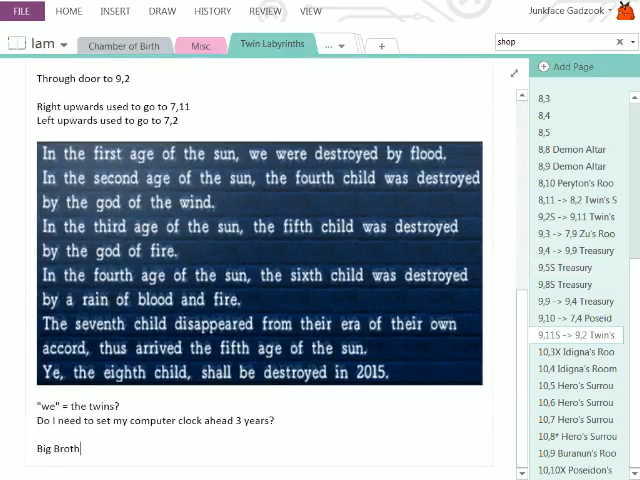 FILE HOME INSERT DRAW HISTORY REVIEW VIEW Junkface Gadzook
lam Chamber of Birth Misc Twin Labyrinths ... + shop
Through door to 9,2
Right upwards used to go to 7,11
Left upwards used to go to 7,2
In the first age of the sun, we were destroyed by flood.
In the second age of the sun, the fourth child was destroyed
by the god of the wind.
In the third age of the sun, the fifth child was destroyed
by the god of fire.
In the fourth age of the sun, the sixth child was destroyed
by a rain of blood and fire.
The seventh child disappeared from their era of their own
accord, thus arrived the fifth age of the sun.
Ye, the eighth child, shall be destroyed in 2015.
"we" = the twins?
Do I need to set my computer clock ahead 3 years?
Big Broth
Add Page
8,3
8,4
8,5
8,8 Demon Altar
8,9 Demon Altar
8,10 Peryton's Roo
8,11 -> 8,2 Twin's S
9,2S -> 9,11 Twin's
9,3 -> 7,9 Zu's Roo
9,4 -> 9,9 Treasury
9,5S Treasury
9,8S Treasury
9,9 -> 9,4 Treasury
9,10 -> 7,4 Poseid
9,11S -> 9,2 Twin's
10,3X Idigna's Roo
10,4 Idigna's Room
10,5 Hero's Surrou
10,6 Hero's Surrou
10,7 Hero's Surrou
10,8* Hero's Surrou
10,9 Buranun's Roo
10,10X Poseidon's